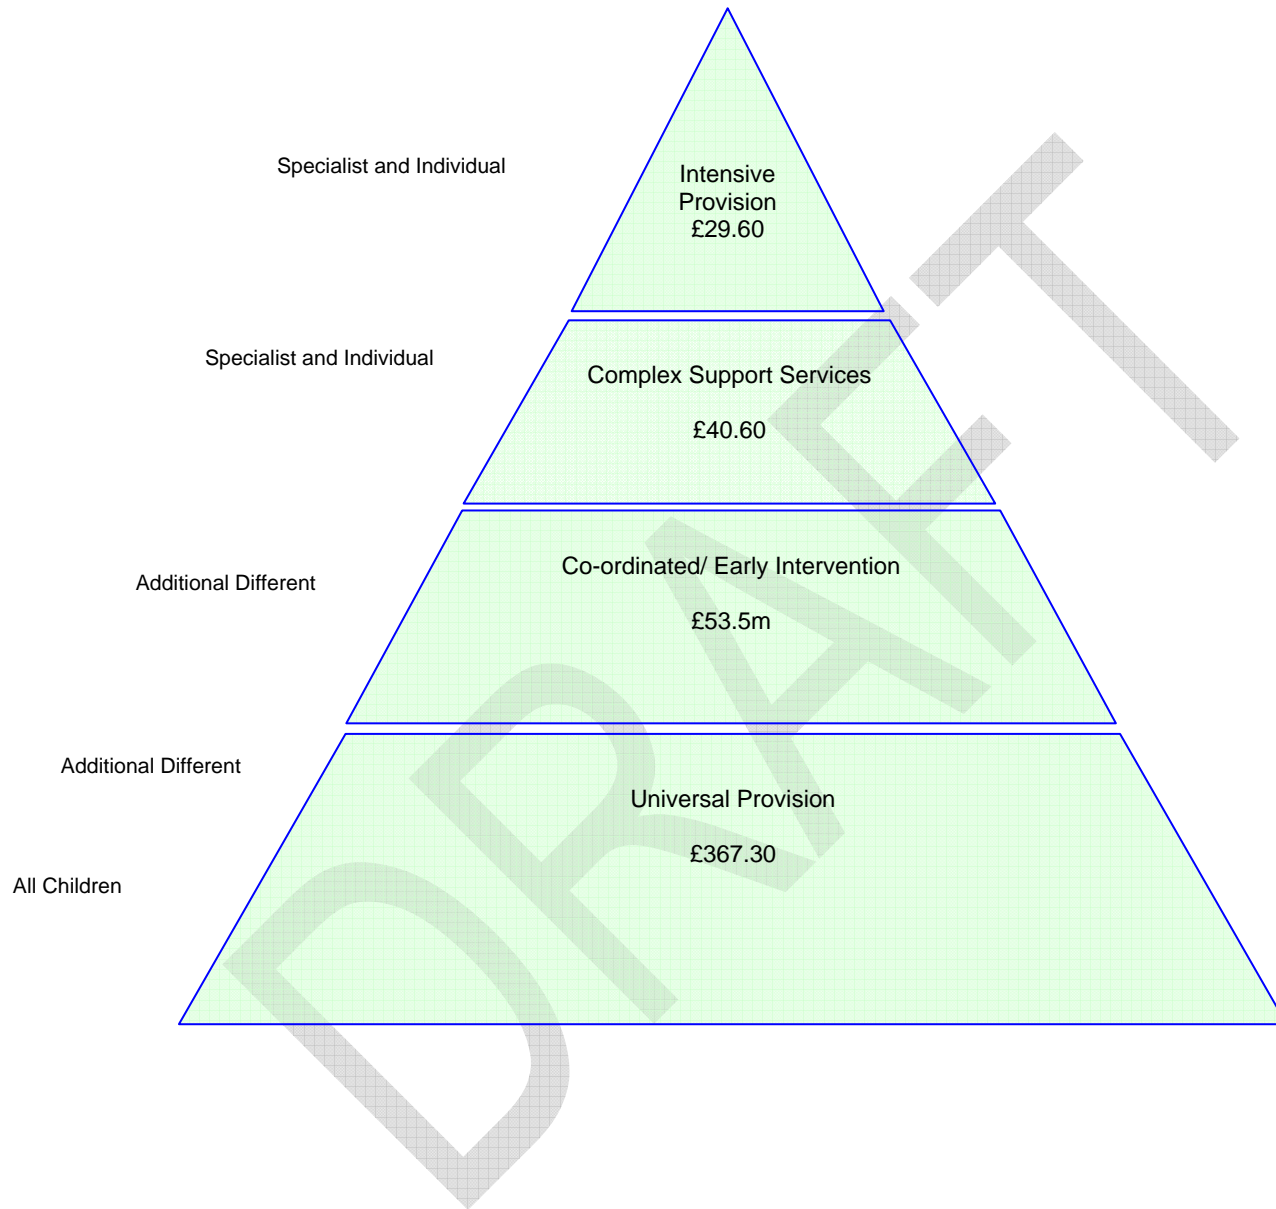 Specialist and Individual
Intensive
Provision
£29.60
Specialist and Individual
Complex Support Services
£40.60
Additional Different
Co-ordinated/ Early Intervention
£53.5m
Additional Different
Universal Provision
£367.30
All Children
DRAFT